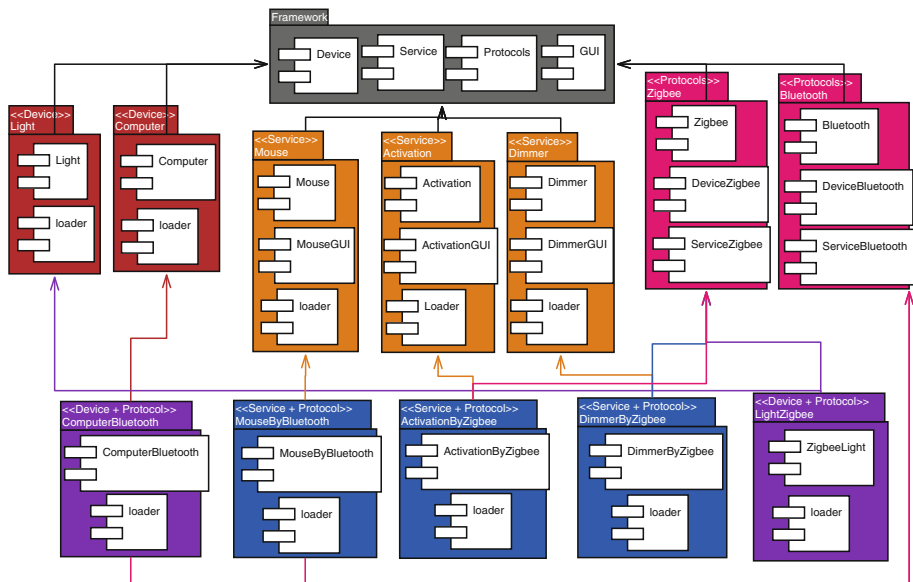 Framework
Device
Service
Protocols
GUI
<<Device>>
Light
Light
loader
<<Device>>
Computer
Computer
loader
<<Service>>
Mouse
Mouse
MouseGUI
loader
<<Service>>
Activation
Activation
ActivationGUI
Loader
<<Service>>
Dimmer
Dimmer
DimmerGUI
loader
<<Protocols>>
Zigbee
Zigbee
DeviceZigbee
ServiceZigbee
<<Protocols>>
Bluetooth
Bluetooth
DeviceBluetooth
ServiceBluetooth
<<Device + Protocol>>
ComputerBluetooth
ComputerBluetooth
loader
<<Service + Protocol>>
MouseByBluetooth
MouseByBluetooth
loader
<<Service + Protocol>>
ActivationByZigbee
ActivationByZigbee
loader
<<Service + Protocol>>
DimmerByZigbee
DimmerByZigbee
loader
<<Device + Protocol>>
LightZigbee
ZigbeeLight
loader